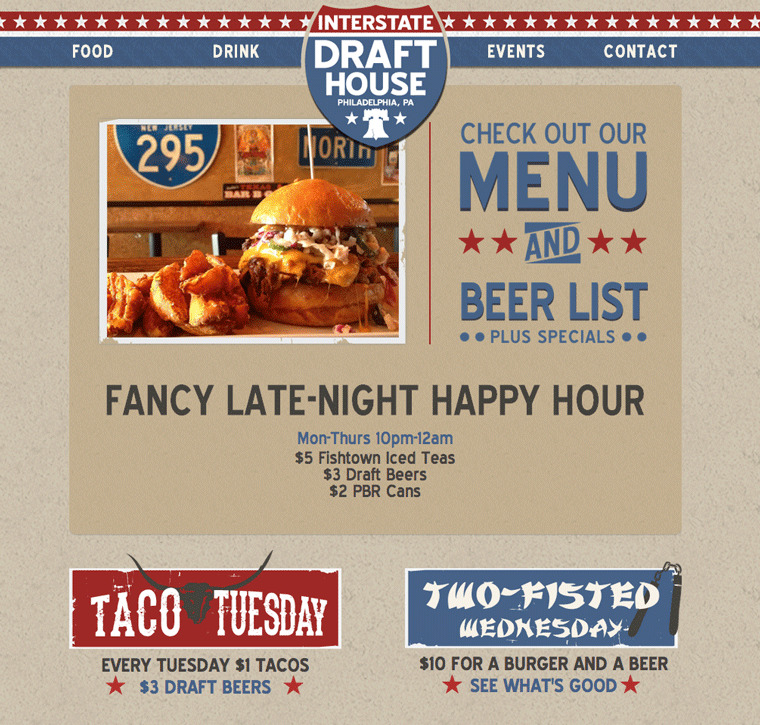 INTERSTATE
DRAFT
HOUSE
PHILADELPHIA, PA
FOOD
DRINK
EVENTS
CONTACT
NEW JERSEY
295
NORTH
BAR B Q
CHECK OUT OUR
MENU
AND
BEER LIST
PLUS SPECIALS
FANCY LATE-NIGHT HAPPY HOUR
Mon-Thurs 10pm-12am
$5 Fishtown Iced Teas
$3 Draft Beers
$2 PBR Cans
TACO TUESDAY
EVERY TUESDAY $1 TACOS
$3 DRAFT BEERS
TWO-FISTED
WEDNESDAY
$10 FOR A BURGER AND A BEER
SEE WHAT'S GOOD